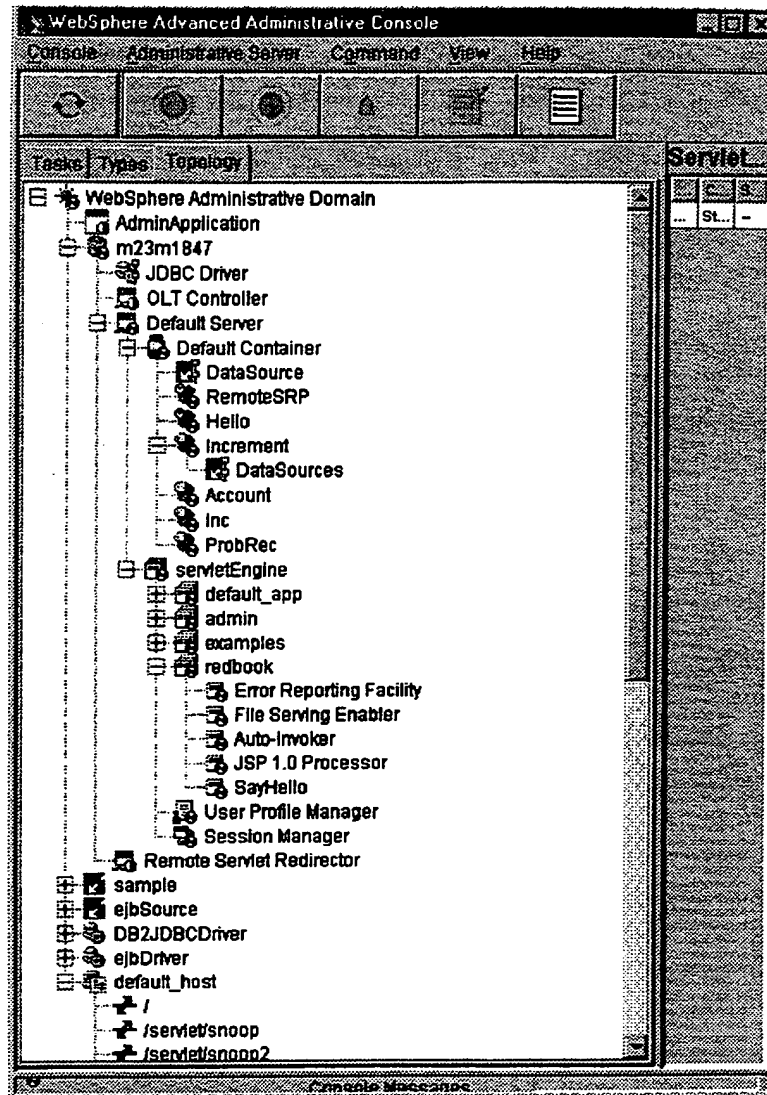 WebSphere Advanced Administrative Console
Console Administrative Server Command View Help
Tasks Types Topology
Servlet...
... C... S...
... St... -
WebSphere Administrative Domain
AdminApplication
m23m1847
JDBC Driver
OLT Controller
Default Server
Default Container
DataSource
RemoteSRP
Hello
Increment
DataSources
Account
Inc
ProbRec
servletEngine
default_app
admin
examples
redbook
Error Reporting Facility
File Serving Enabler
Auto-Invoker
JSP 1.0 Processor
SayHello
User Profile Manager
Session Manager
Remote Servlet Redirector
sample
ejbSource
DB2JDBCDriver
ejbDriver
default_host
/
/servlet/snoop
/servlet/snoop2
Console Messages